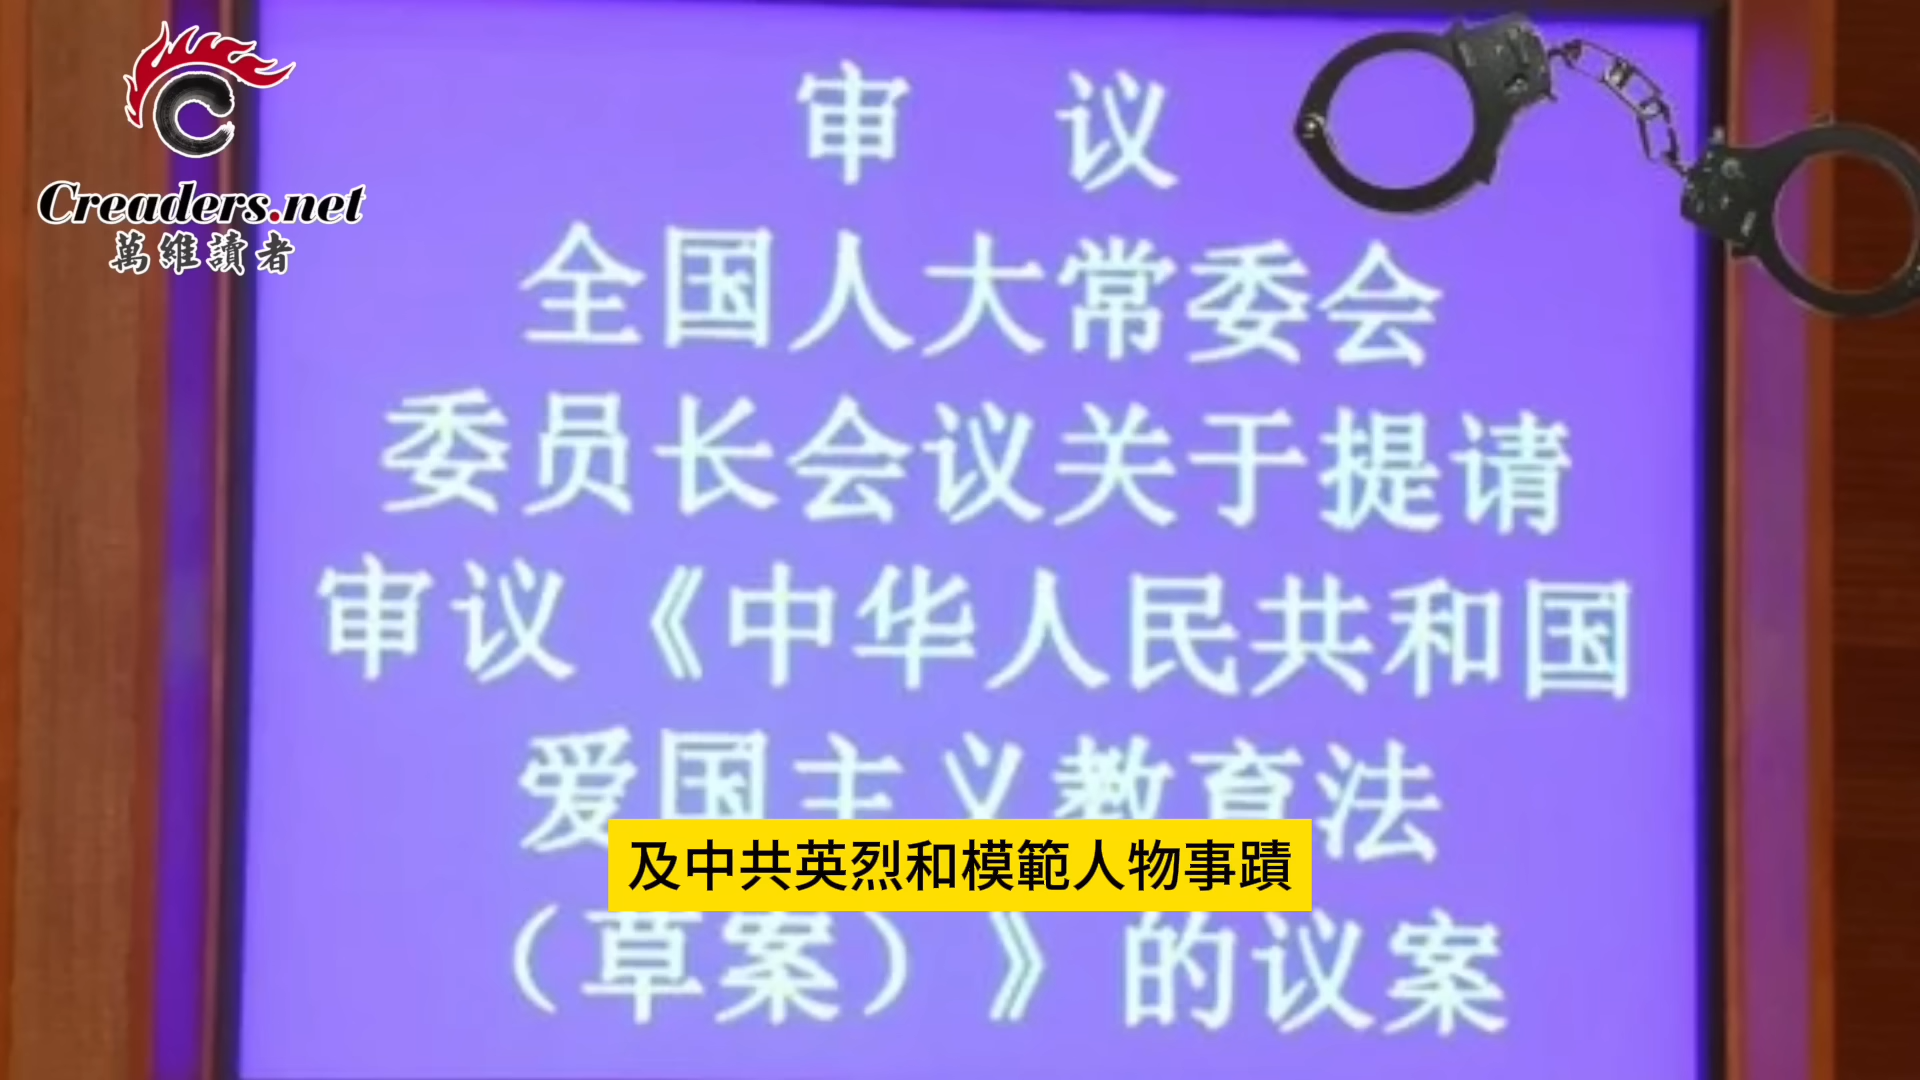 Creaders.net
萬維讀者
审 议
全国人大常委会
委员长会议关于提请
审议《中华人民共和国
爱国主义教育法
及中共英烈和模範人物事蹟
（草案）》的议案